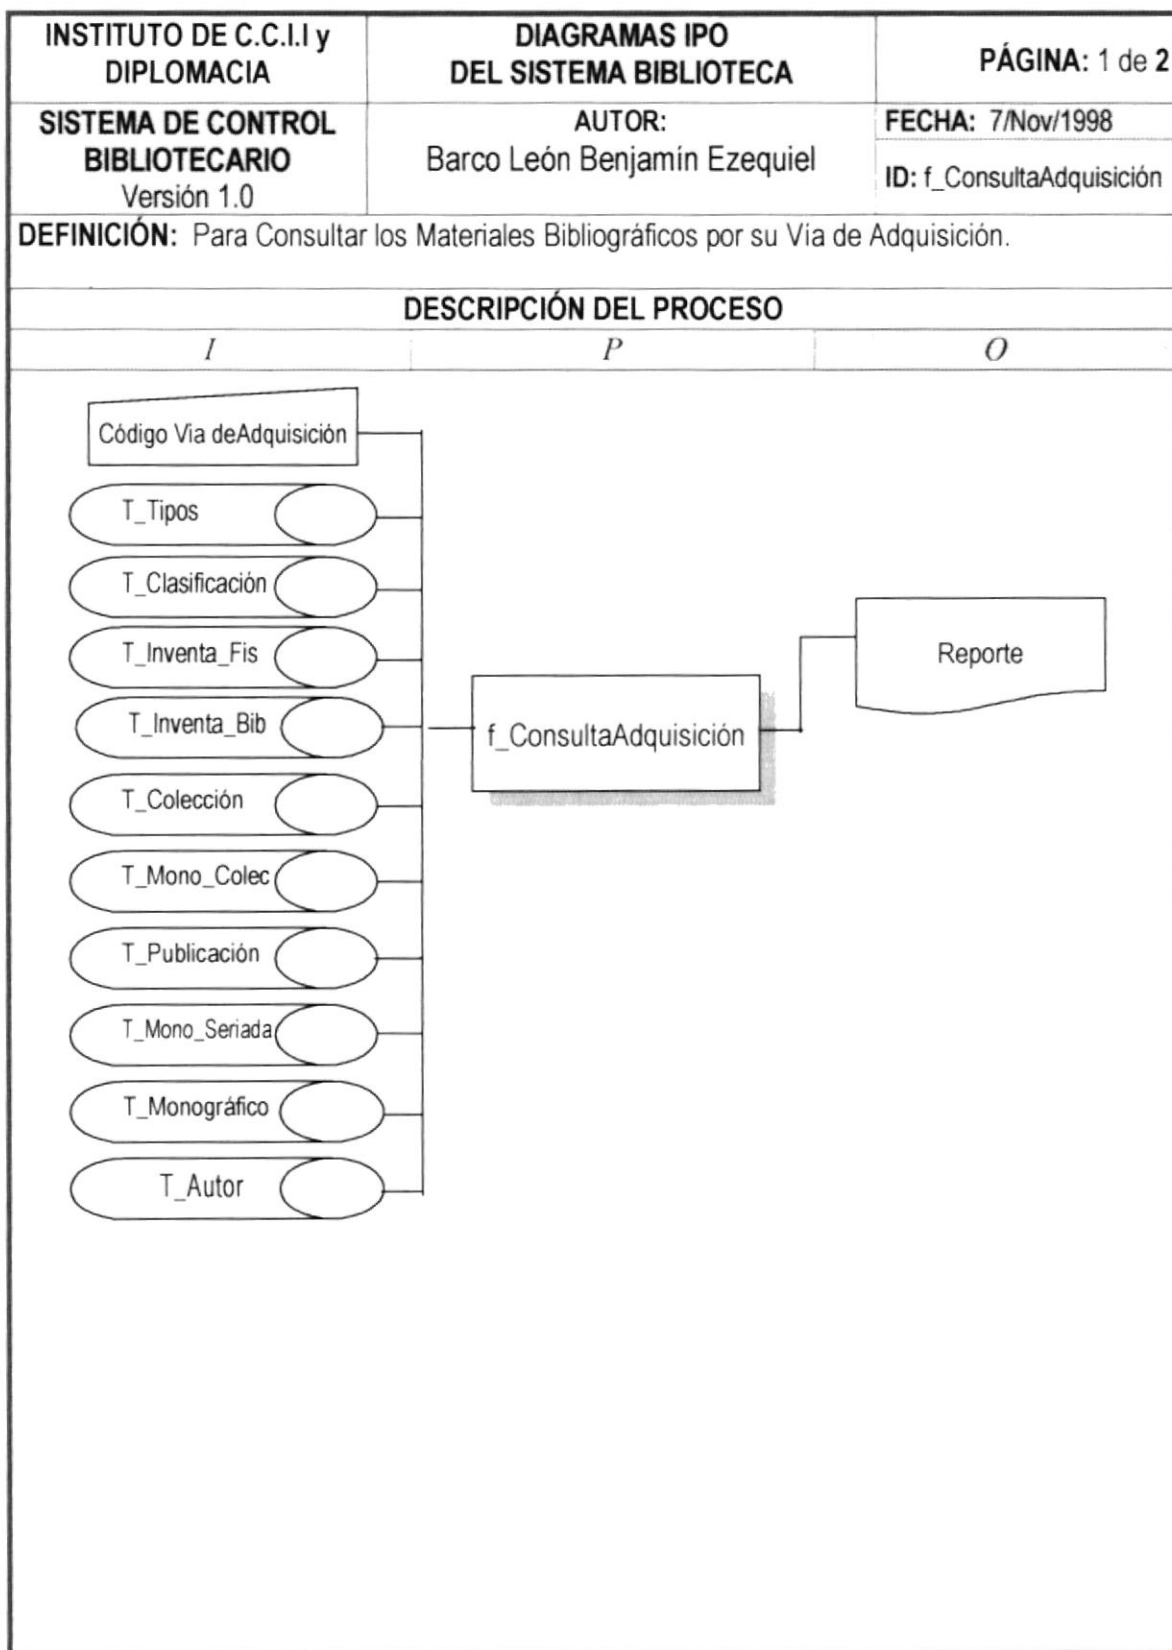 INSTITUTO DE C.C.I.I y
DIPLOMACIA
DIAGRAMAS IPO
DEL SISTEMA BIBLIOTECA
PÁGINA: 1 de 2
SISTEMA DE CONTROL
BIBLIOTECARIO
Versión 1.0
AUTOR:
Barco León Benjamín Ezequiel
FECHA: 7/Nov/1998
ID: f_ConsultaAdquisición
DEFINICIÓN: Para Consultar los Materiales Bibliográficos por su Vía de Adquisición.
DESCRIPCIÓN DEL PROCESO
I
P
O
Código Via deAdquisición
T_Tipos
T_Clasificación
T_Inventa_Fis
T_Inventa_Bib
T_Colección
T_Mono_Colec
T_Publicación
T_Mono_Seriada
T_Monográfico
T_Autor
f_ConsultaAdquisición
Reporte